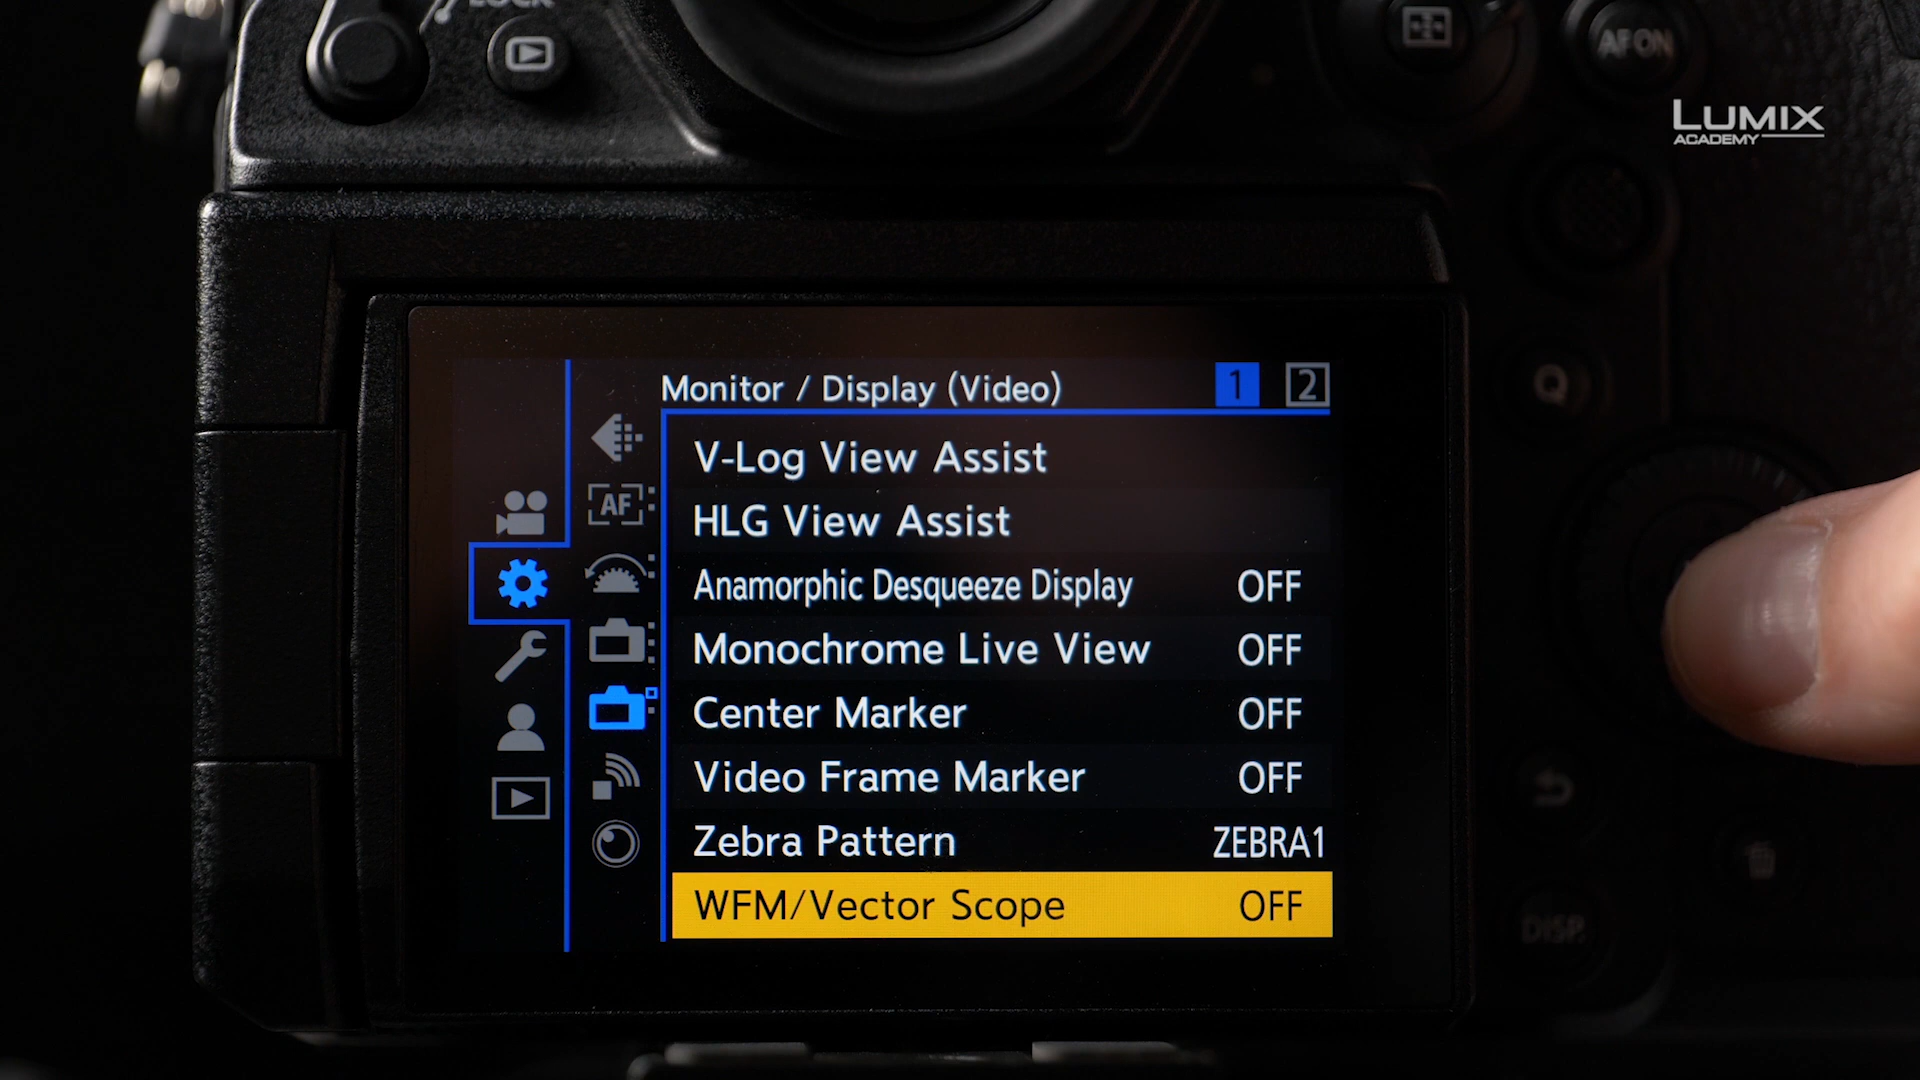 LOCK
AF ON
LUMIX
ACADEMY
Monitor / Display (Video)
1
2
V-Log View Assist
HLG View Assist
AF
Anamorphic Desqueeze Display OFF
Monochrome Live View OFF
Center Marker OFF
Video Frame Marker OFF
Zebra Pattern ZEBRA1
WFM/Vector Scope OFF
Q
DISP.